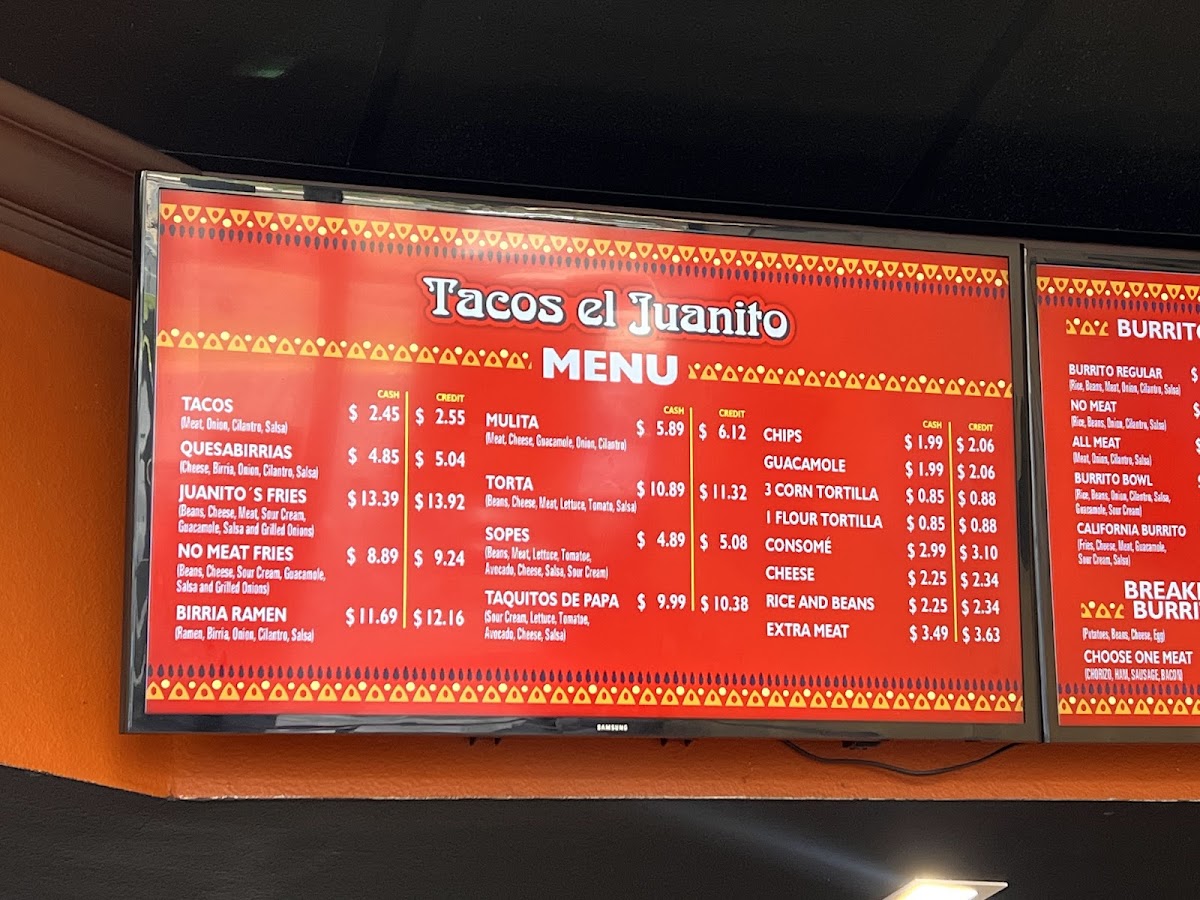 Tacos el Juanito
MENU
CASH CREDIT
TACOS $ 2.45 $ 2.55
(Meat, Onion, Cilantro, Salsa)
QUESABIRRIAS $ 4.85 $ 5.04
(Cheese, Birria, Onion, Cilantro, Salsa)
JUANITO´S FRIES $13.39 $13.92
(Beans, Cheese, Meat, Sour Cream,
Guacamole, Salsa and Grilled Onions)
NO MEAT FRIES $ 8.89 $ 9.24
(Beans, Cheese, Sour Cream, Guacamole,
Salsa and Grilled Onions)
BIRRIA RAMEN $11.69 $12.16
(Ramen, Birria, Onion, Cilantro, Salsa)
CASH CREDIT
MULITA $ 5.89 $ 6.12
(Meat, Cheese, Guacamole, Onion, Cilantro)
TORTA $10.89 $11.32
(Beans, Cheese, Meat, Lettuce, Tomato, Salsa)
SOPES $ 4.89 $ 5.08
(Beans, Meat, Lettuce, Tomatoe,
Avocado, Cheese, Salsa, Sour Cream)
TAQUITOS DE PAPA $ 9.99 $10.38
(Sour Cream, Lettuce, Tomatoe,
Avocado, Cheese, Salsa)
CASH CREDIT
CHIPS $1.99 $2.06
GUACAMOLE $1.99 $2.06
3 CORN TORTILLA $0.85 $0.88
1 FLOUR TORTILLA $0.85 $0.88
CONSOMÉ $2.99 $3.10
CHEESE $2.25 $2.34
RICE AND BEANS $2.25 $2.34
EXTRA MEAT $3.49 $3.63
SAMSUNG
BURRITO
BURRITO REGULAR $
(Rice, Beans, Meat, Onion, Cilantro, Salsa)
NO MEAT
(Rice, Beans, Onion, Cilantro, Salsa)
ALL MEAT
(Meat, Onion, Cilantro, Salsa)
BURRITO BOWL
(Rice, Beans, Onion, Cilentro, Salsa,
Guacamole, Sour Cream)
CALIFORNIA BURRITO
(Fries, Cheese, Meat, Guacamole,
Sour Cream, Salsa)
BREAK
BURRI
(Potatoes, Beans, Cheese, Egg)
CHOOSE ONE MEAT
(CHORIZO, HAM, SAUSAGE, BACON)